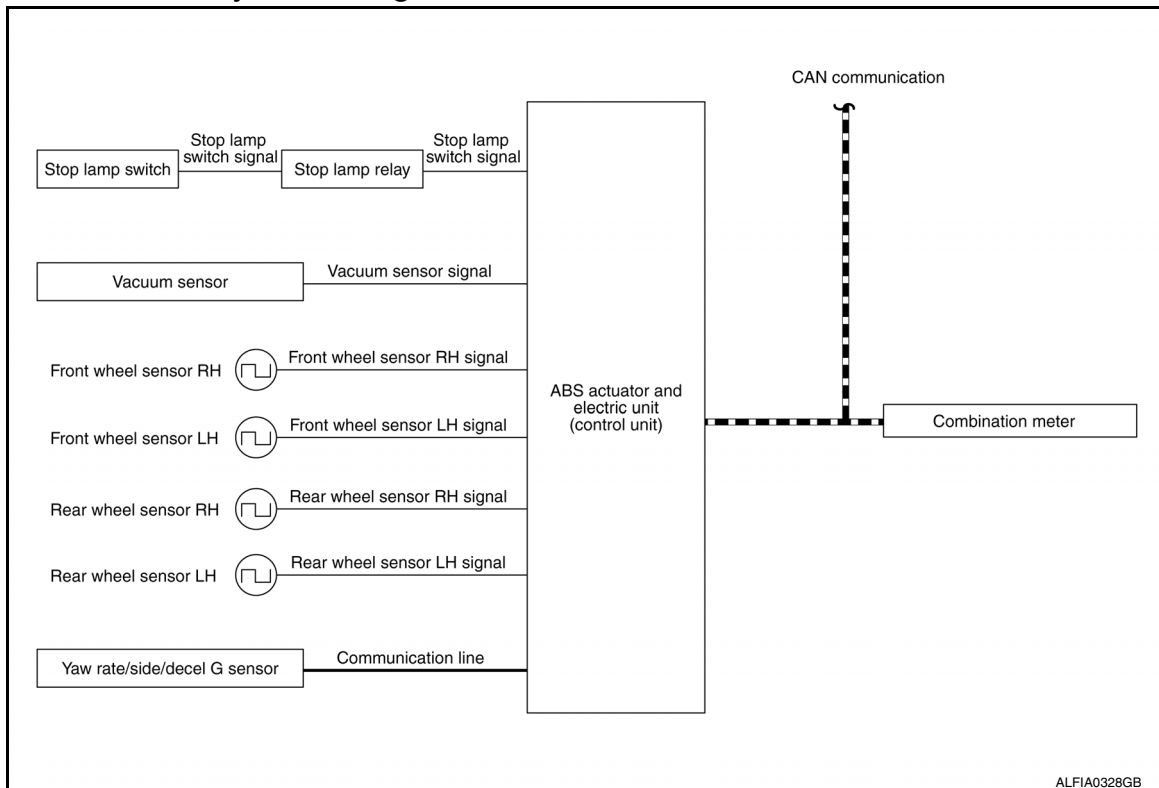 CAN communication
Stop lamp
switch signal
Stop lamp
switch signal
Stop lamp switch
Stop lamp relay
Vacuum sensor
Vacuum sensor signal
Front wheel sensor RH
Front wheel sensor RH signal
Front wheel sensor LH
Front wheel sensor LH signal
Rear wheel sensor RH
Rear wheel sensor RH signal
Rear wheel sensor LH
Rear wheel sensor LH signal
Yaw rate/side/decel G sensor
Communication line
ABS actuator and
electric unit
(control unit)
Combination meter
ALFIA0328GB